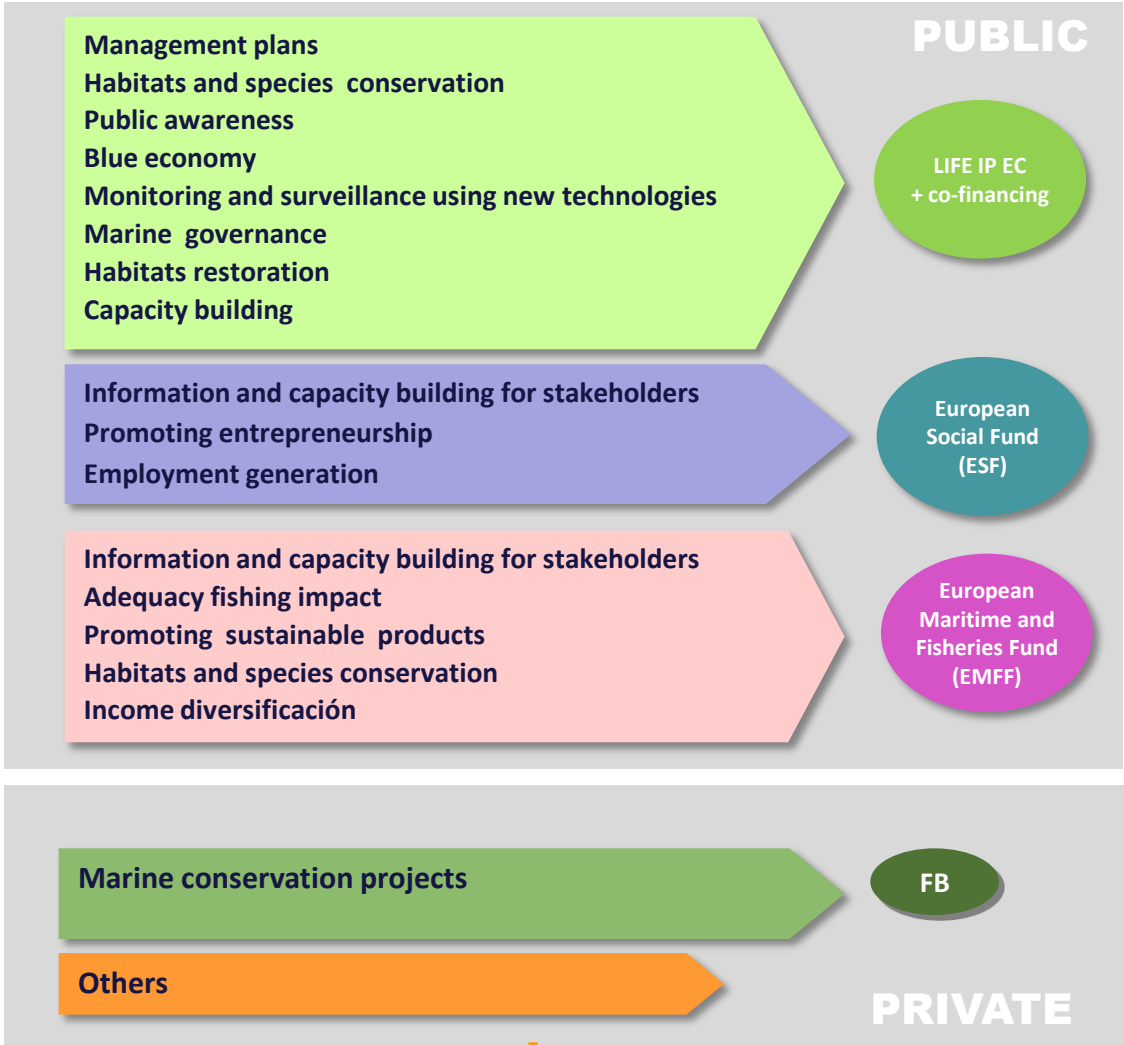 PUBLIC
Management plans
Habitats and species conservation
Public awareness
Blue economy
Monitoring and surveillance using new technologies
Marine governance
Habitats restoration
Capacity building
LIFE IP EC
+ co-financing
Information and capacity building for stakeholders
Promoting entrepreneurship
Employment generation
European
Social Fund
(ESF)
Information and capacity building for stakeholders
Adequacy fishing impact
Promoting sustainable products
Habitats and species conservation
Income diversificación
European
Maritime and
Fisheries Fund
(EMFF)
Marine conservation projects
FB
Others
PRIVATE